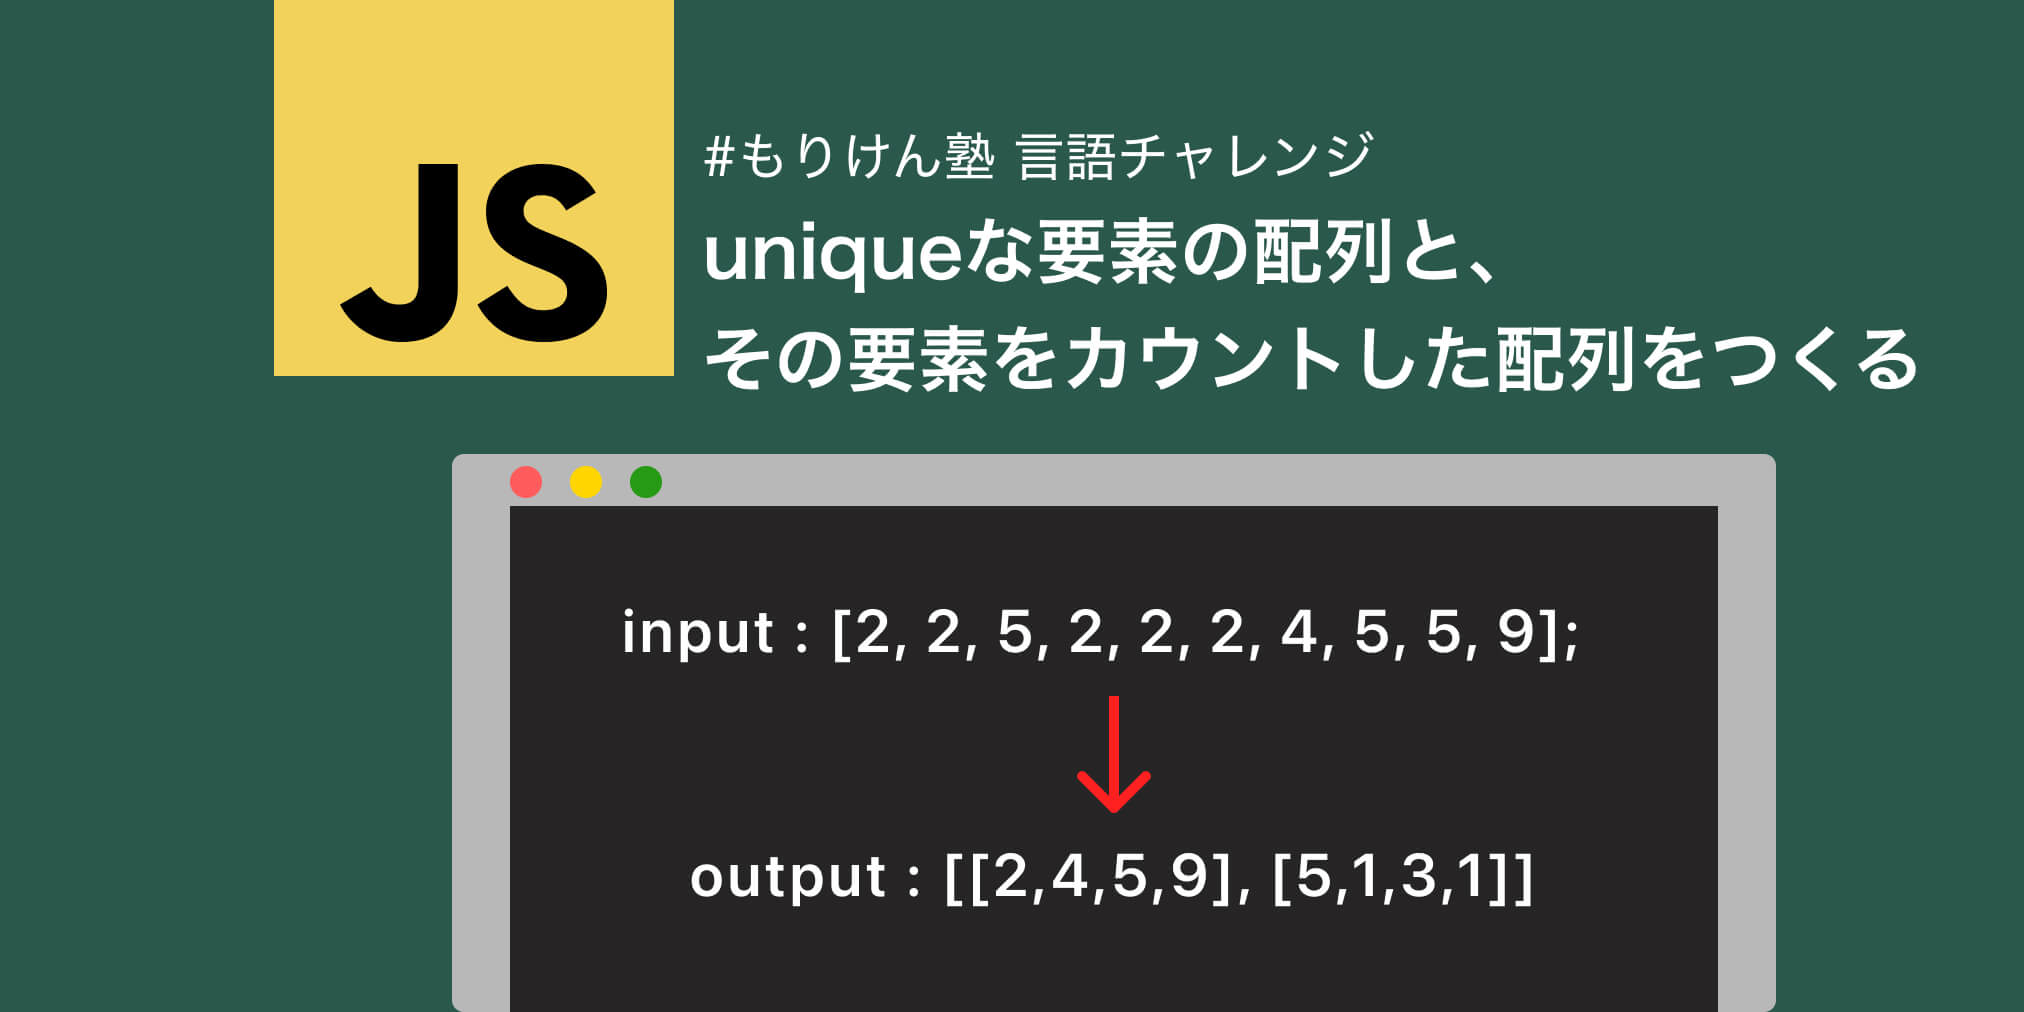 JS
#もりけん塾 言語チャレンジ
uniqueな要素の配列と、
その要素をカウントした配列をつくる
input : [2, 2, 5, 2, 2, 2, 4, 5, 5, 9];
output : [[2,4,5,9], [5,1,3,1]]